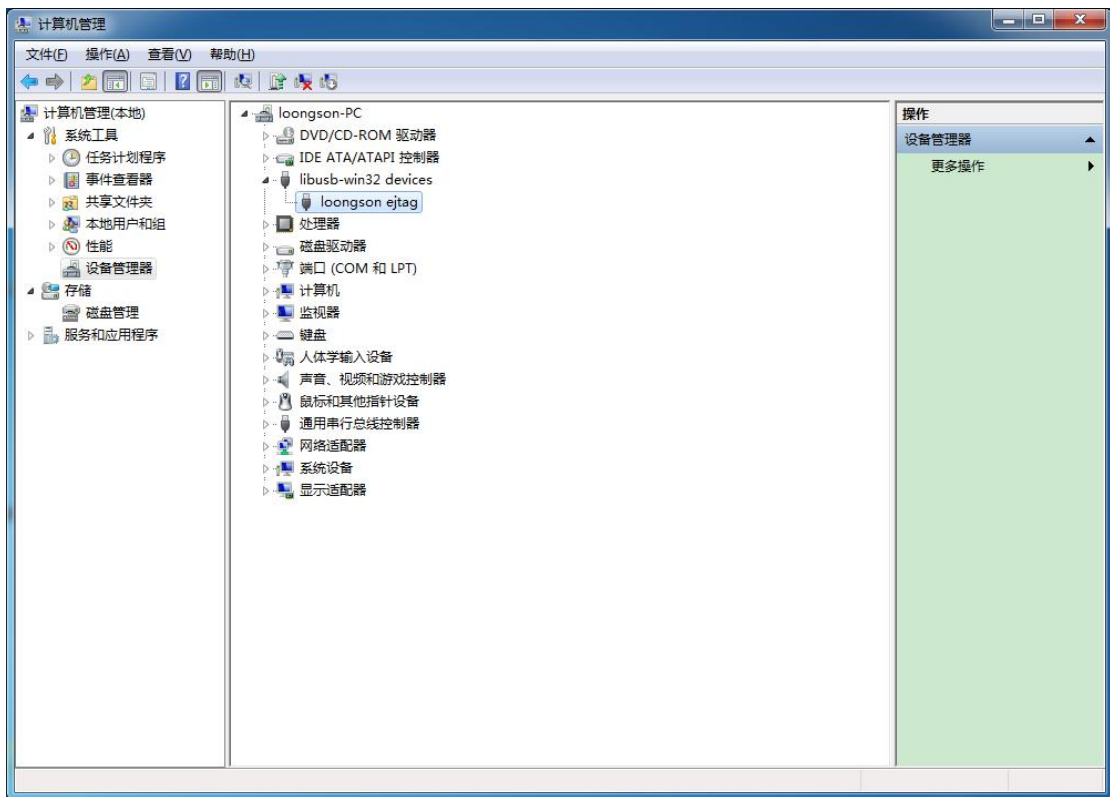 计算机管理
文件(F) 操作(A) 查看(V) 帮助(H)
计算机管理(本地)
系统工具
任务计划程序
事件查看器
共享文件夹
本地用户和组
性能
设备管理器
存储
磁盘管理
服务和应用程序
loongson-PC
DVD/CD-ROM 驱动器
IDE ATA/ATAPI 控制器
libusb-win32 devices
loongson ejtag
处理器
磁盘驱动器
端口 (COM 和 LPT)
计算机
监视器
键盘
人体学输入设备
声音、视频和游戏控制器
鼠标和其他指针设备
通用串行总线控制器
网络适配器
系统设备
显示适配器
操作
设备管理器
更多操作